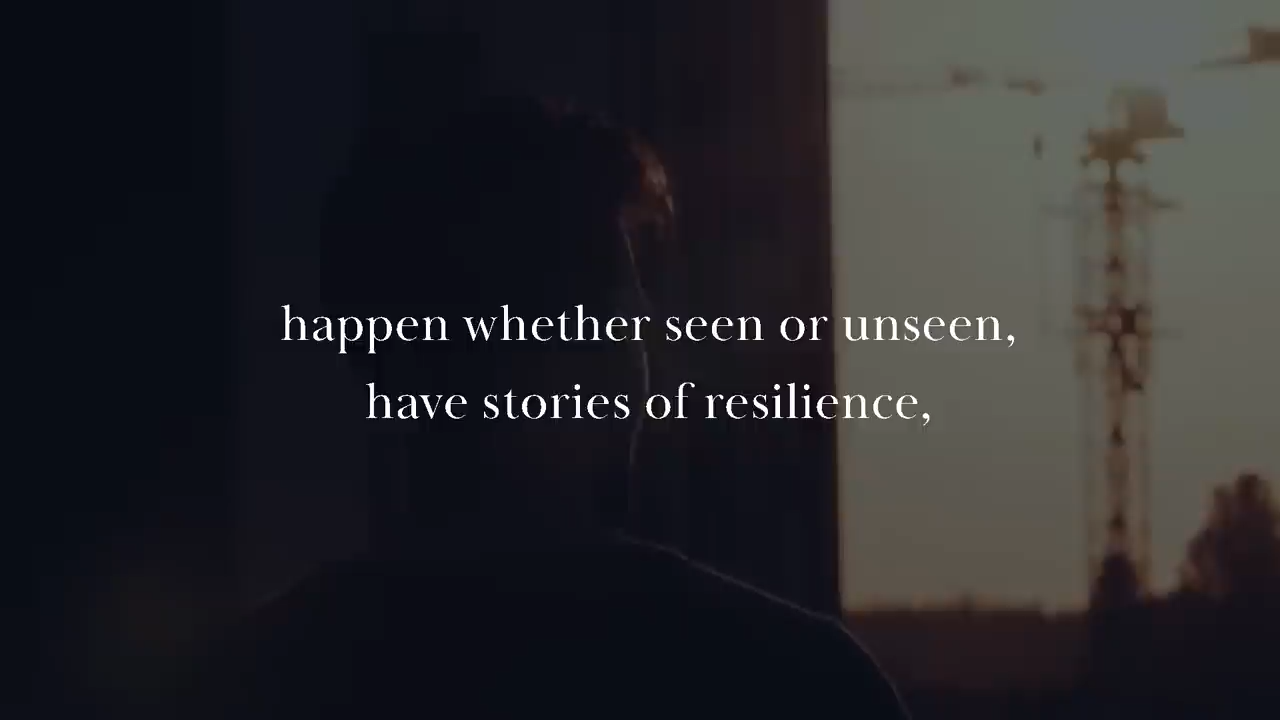 happen whether seen or unseen,
have stories of resilience,